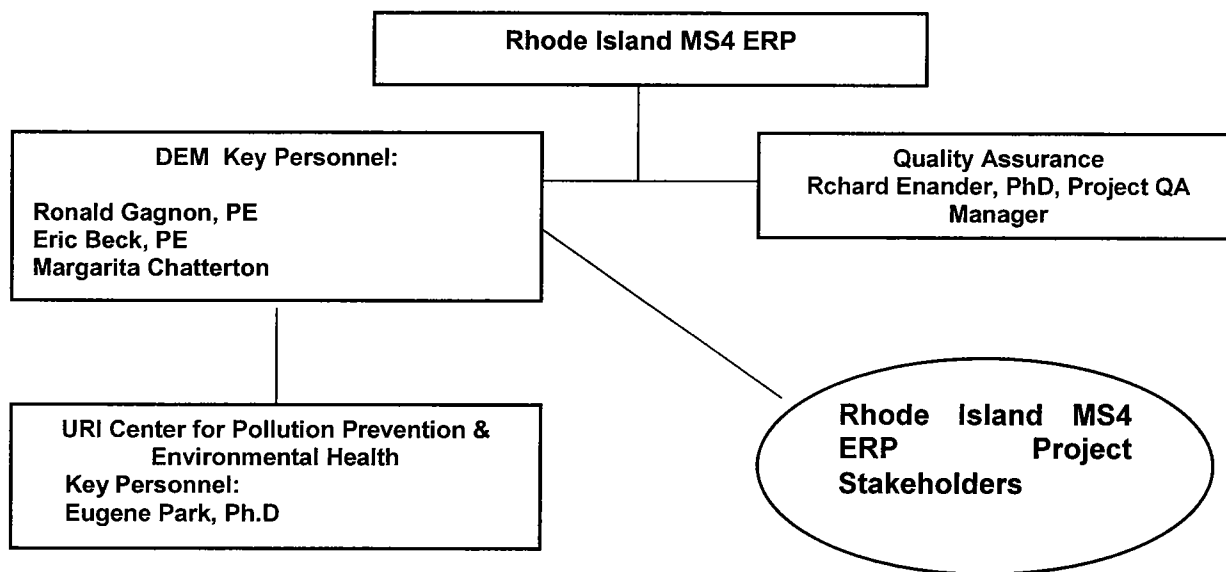 Rhode Island MS4 ERP
DEM Key Personnel:
Ronald Gagnon, PE
Eric Beck, PE
Margarita Chatterton
Quality Assurance
Rchard Enander, PhD, Project QA
Manager
URI Center for Pollution Prevention &
Environmental Health
Key Personnel:
Eugene Park, Ph.D
Rhode Island MS4
ERP Project
Stakeholders